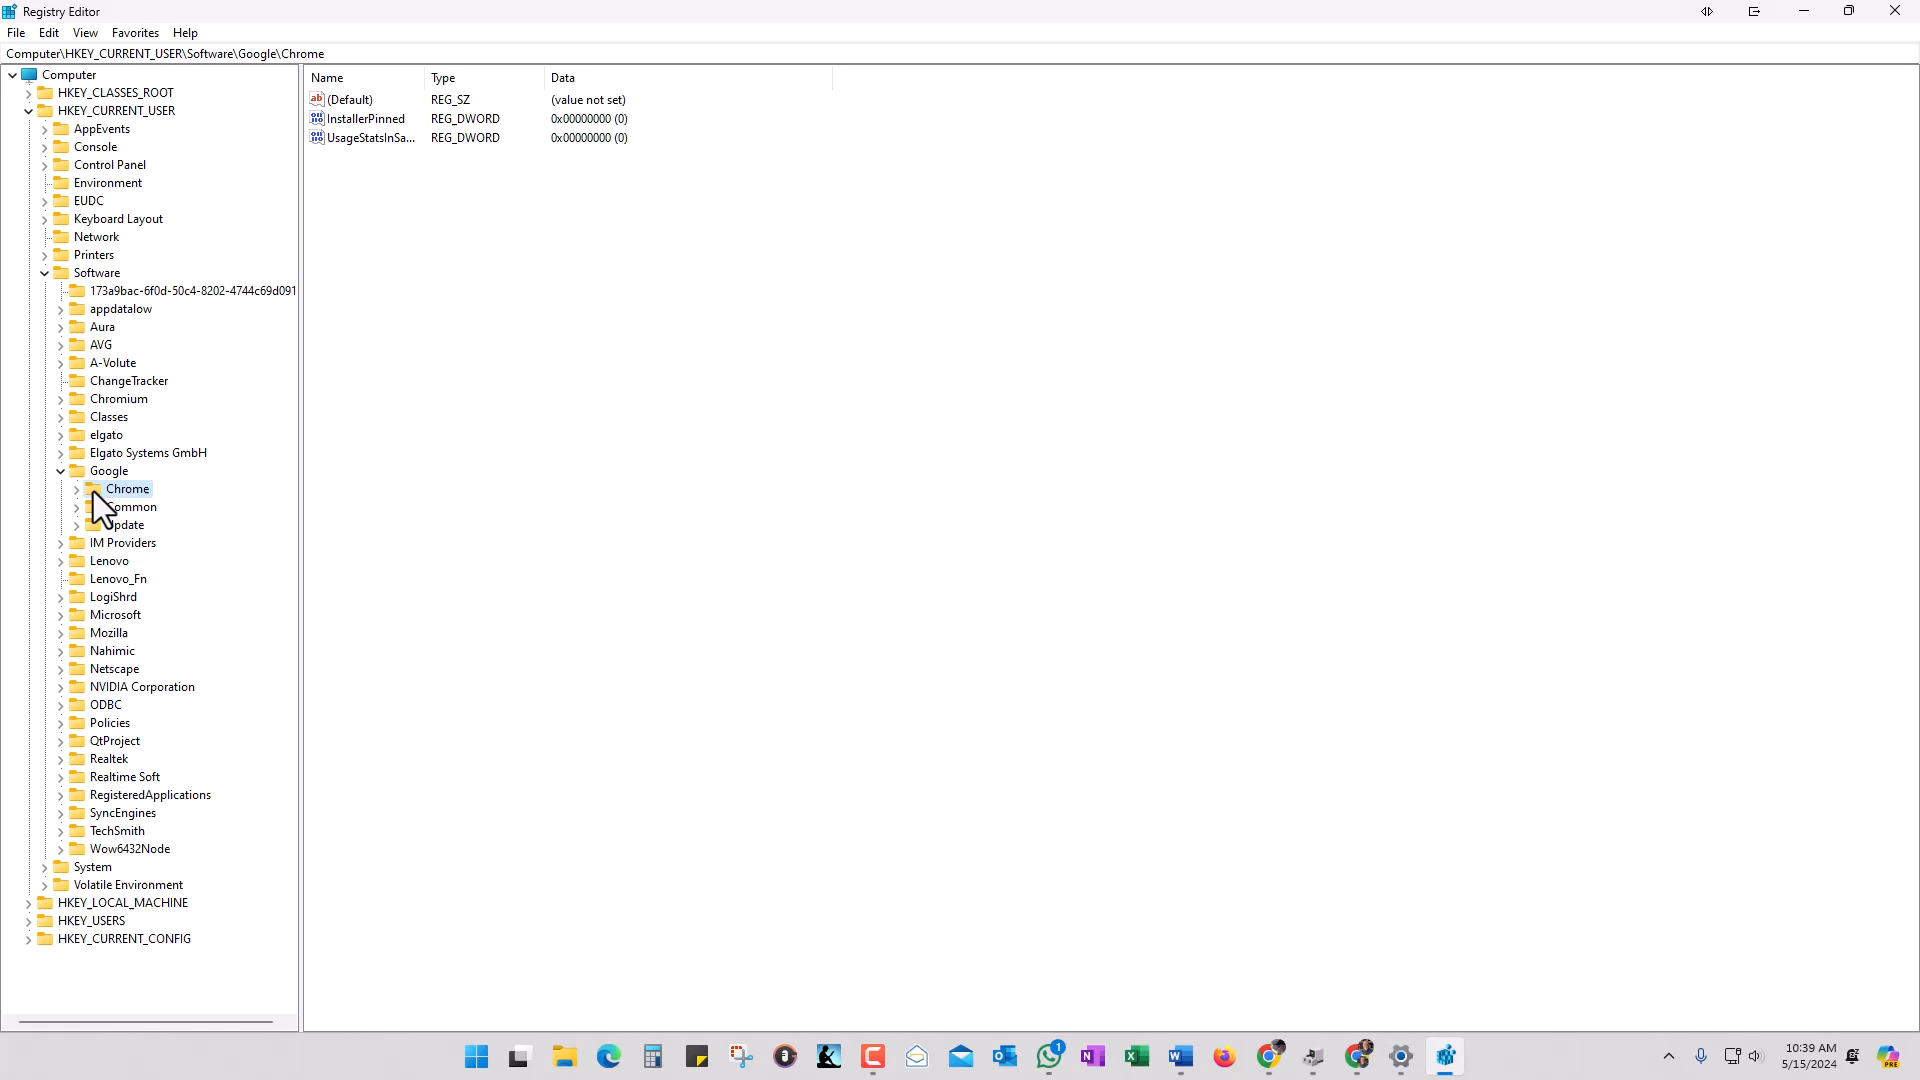 Registry Editor
File Edit View Favorites Help
Computer\HKEY_CURRENT_USER\Software\Google\Chrome
Computer
HKEY_CLASSES_ROOT
HKEY_CURRENT_USER
AppEvents
Console
Control Panel
Environment
EUDC
Keyboard Layout
Network
Printers
Software
173a9bac-6f0d-50c4-8202-4744c69d091
appdatalow
Aura
AVG
A-Volute
ChangeTracker
Chromium
Classes
elgato
Elgato Systems GmbH
Google
Chrome
ommon
pdate
IM Providers
Lenovo
Lenovo_Fn
LogiShrd
Microsoft
Mozilla
Nahimic
Netscape
NVIDIA Corporation
ODBC
Policies
QtProject
Realtek
Realtime Soft
RegisteredApplications
SyncEngines
TechSmith
Wow6432Node
System
Volatile Environment
HKEY_LOCAL_MACHINE
HKEY_USERS
HKEY_CURRENT_CONFIG
Name Type Data
(Default) REG_SZ (value not set)
InstallerPinned REG_DWORD 0x00000000 (0)
UsageStatsInSa... REG_DWORD 0x00000000 (0)
10:39 AM
5/15/2024